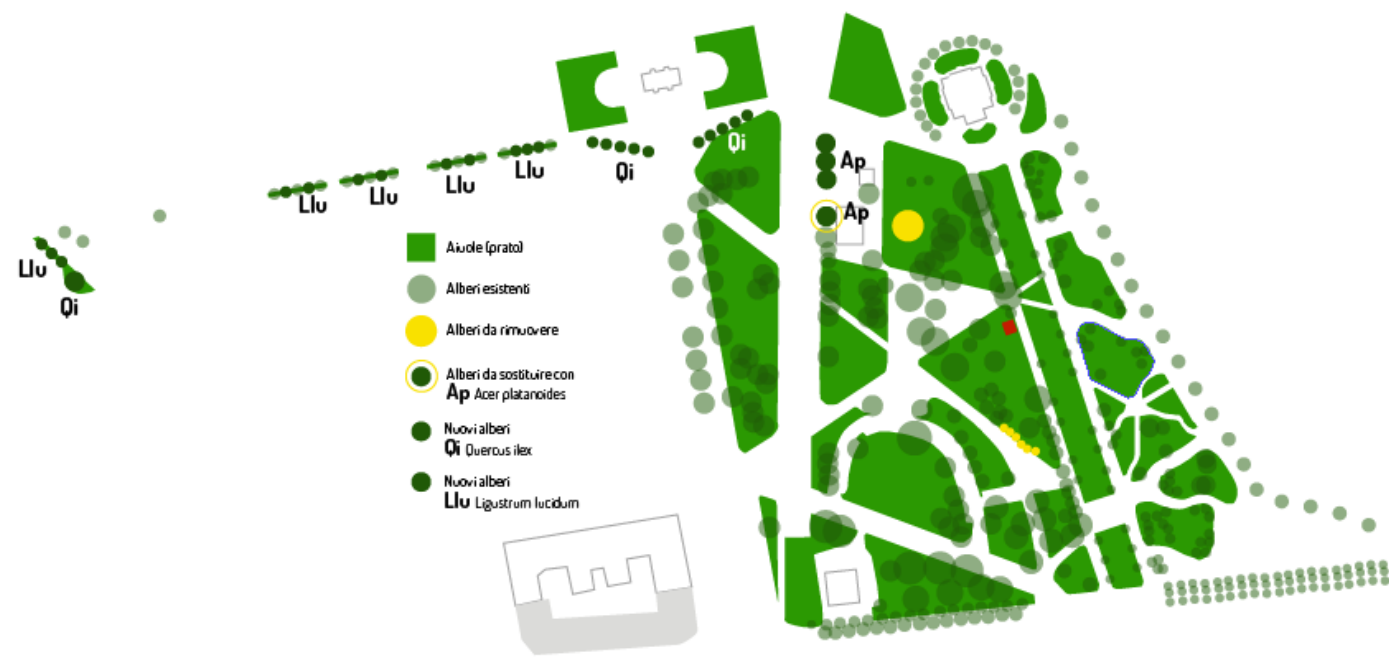 Qi
Ap
Llu
Llu
Llu
Llu
Qi
Ap
Llu
Qi
Aiuole (prato)
Alberi esistenti
Alberi da rimuovere
Alberi da sostituire con
Ap Acer platanoides
Nuovi alberi
Qi Quercus ilex
Nuovi alberi
Llu Ligustrum lucidum